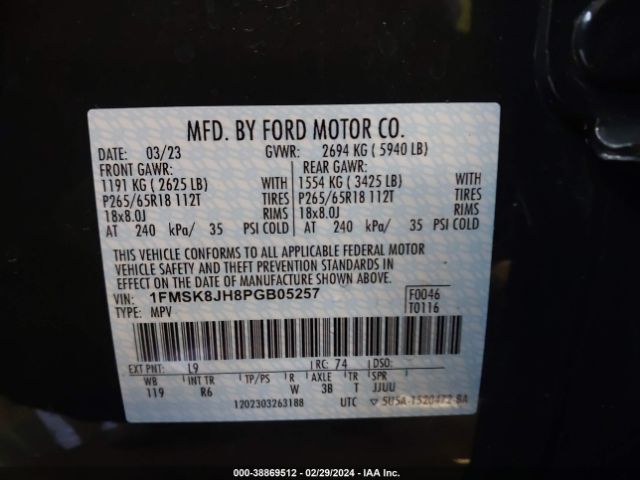 MFD. BY FORD MOTOR CO.
DATE: 03/23 GVWR: 2694 KG ( 5940 LB)
FRONT GAWR: REAR GAWR:
1191 KG ( 2625 LB) WITH 1554 KG ( 3425 LB) WITH
P265/65R18 112T TIRES P265/65R18 112T TIRES
18x8.0J RIMS 18x8.0J RIMS
AT 240 kPa/ 35 PSI COLD AT 240 kPa/ 35 PSI COLD
THIS VEHICLE CONFORMS TO ALL APPLICABLE FEDERAL MOTOR
VEHICLE SAFETY AND THEFT PREVENTION STANDARDS IN
EFFECT ON THE DATE OF MANUFACTURE SHOWN ABOVE.
VIN: 1FMSK8JH8PGB05257 F0046
TYPE: MPV T0116
EXT PNT: L9 RC: 74 DSO:
WB INT TR TP/PS R AXLE TR SPR
119 R6 W 3B T JJUU
1202303263188 UTC 5U5A-1520472-BA
000-38869512 - 02/29/2024 - IAA Inc.